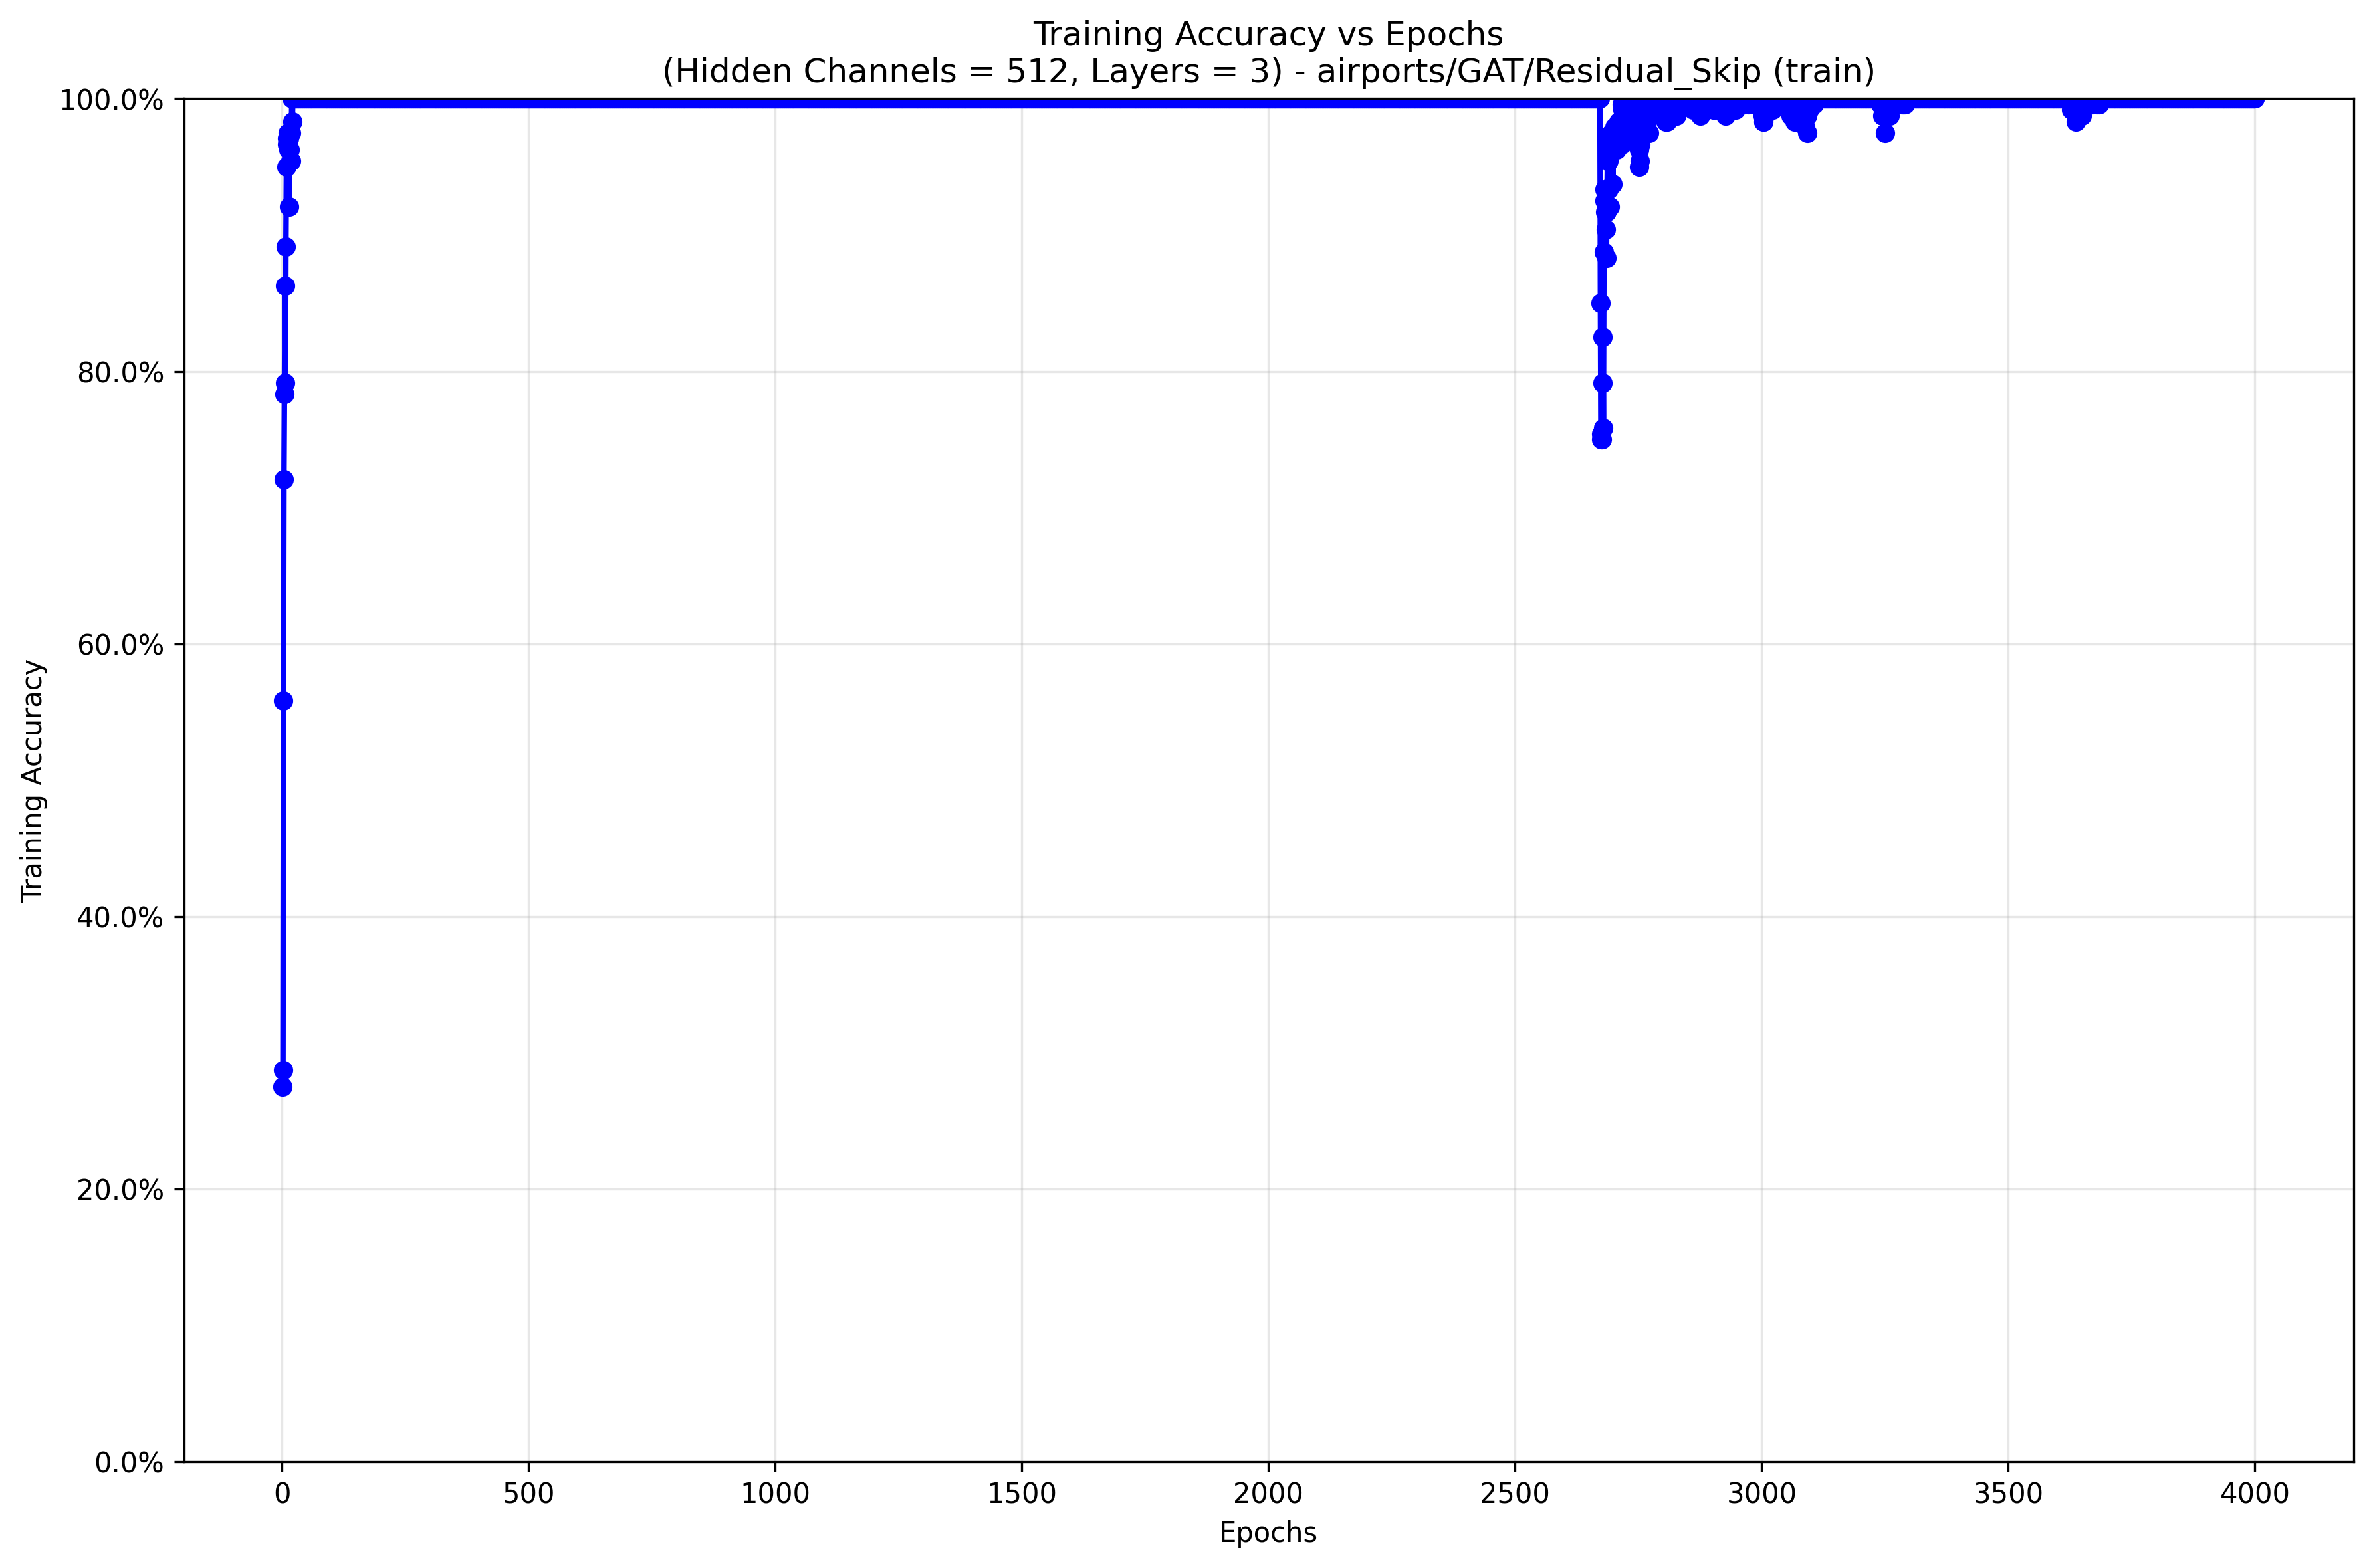 Training Accuracy vs Epochs
(Hidden Channels = 512, Layers = 3) - airports/GAT/Residual_Skip (train)
100.0%
80.0%
60.0%
40.0%
20.0%
0.0%
Training Accuracy
0 500 1000 1500 2000 2500 3000 3500 4000
Epochs